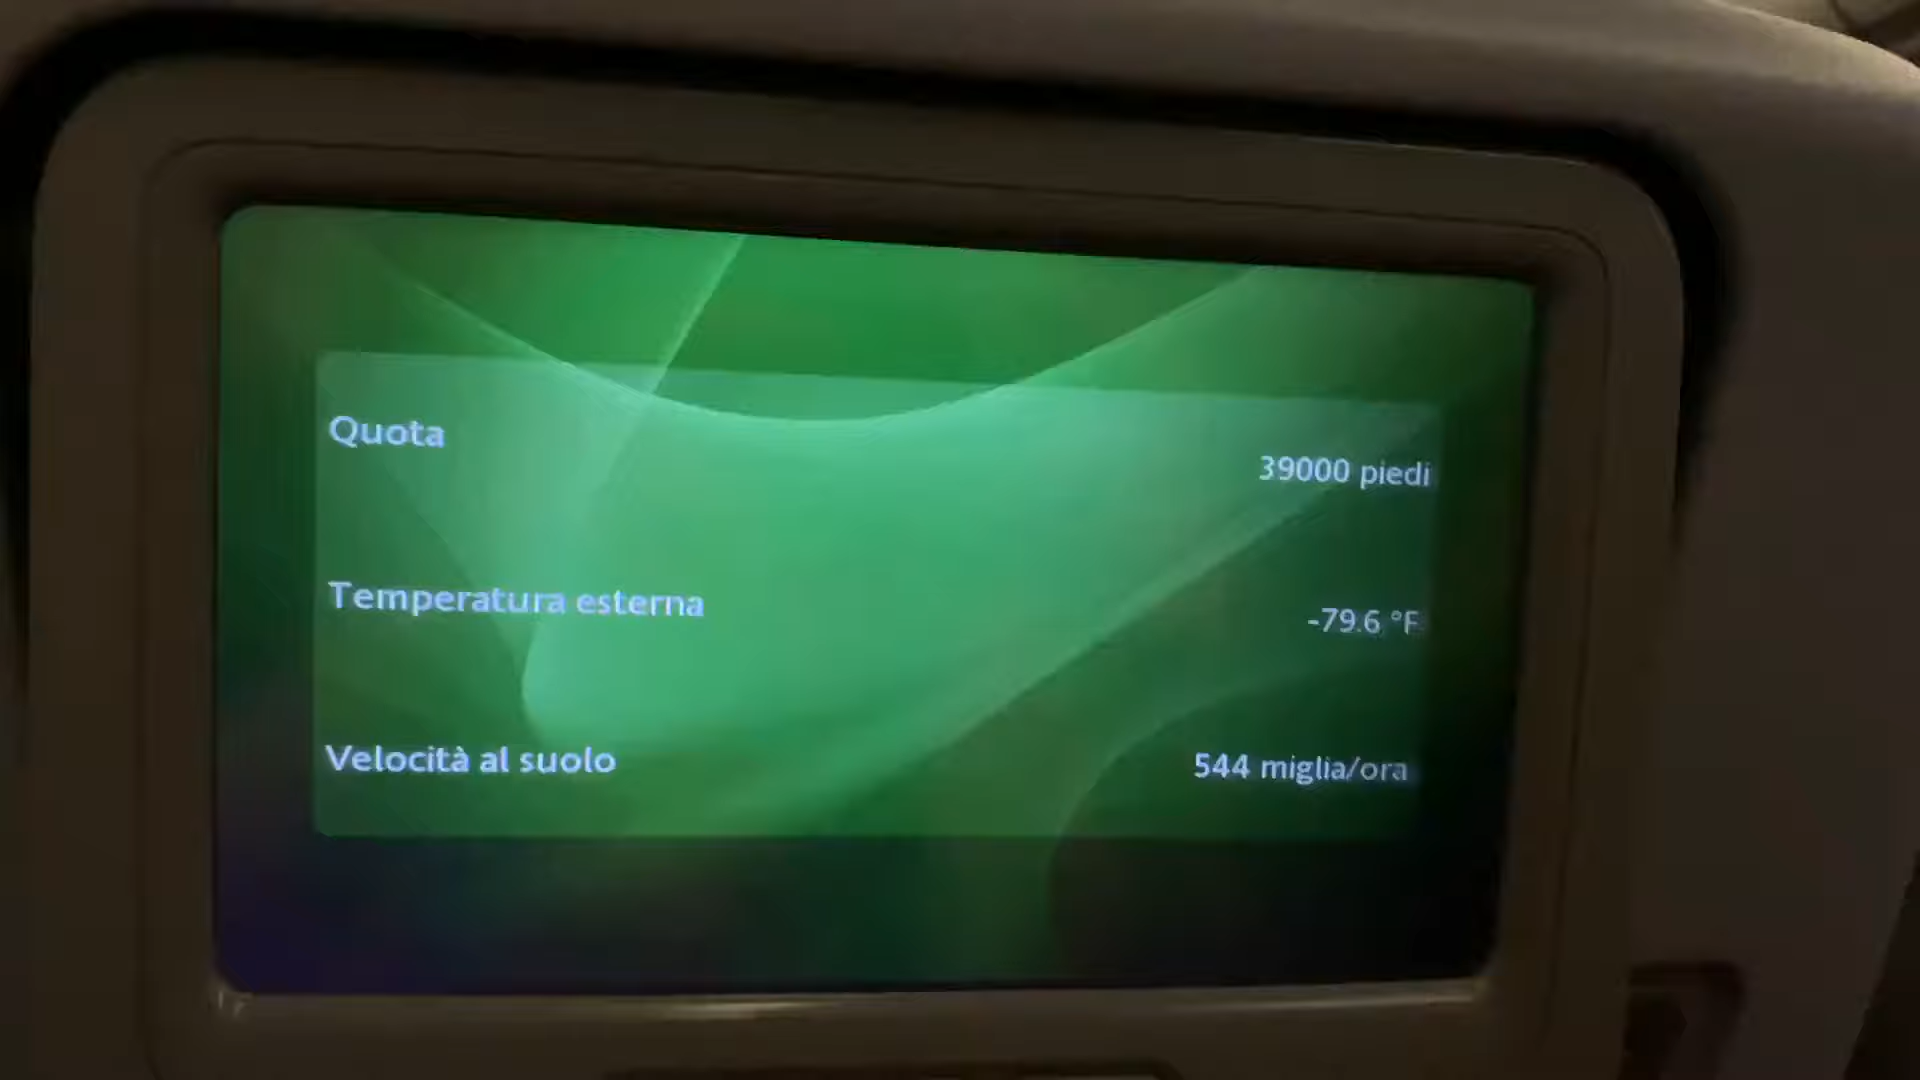 Quota
39000 piedi
Temperatura esterna
-79.6 °F
Velocità al suolo
544 miglia/ora